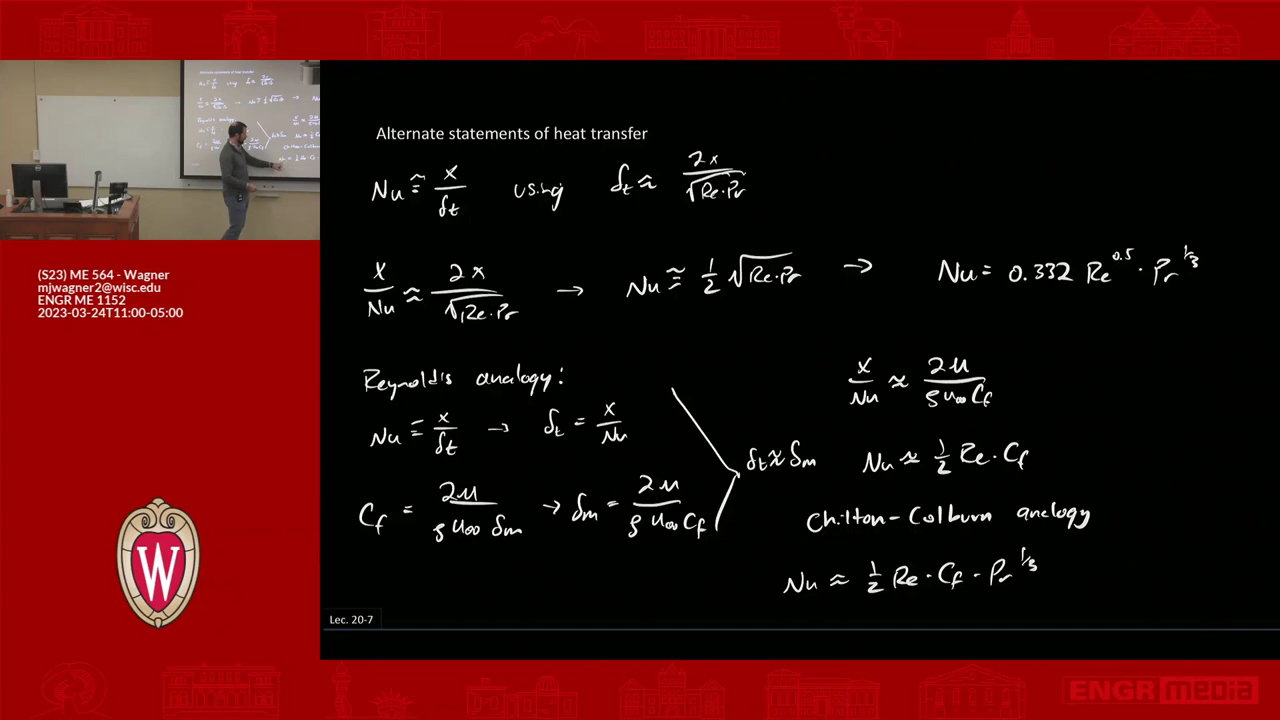 Alternate statements of heat transfer
Nu ≅ x/δt using δt ≈ 2x/√Re·Pr
x/Nu ≈ 2x/√Re·Pr → Nu ≅ 1/2 √Re·Pr → Nu = 0.332 Re^0.5 · Pr^1/3
Reynold's analogy:
Nu = x/δt → δt = x/Nu
Cf = 2μ/ρ u∞ δm → δm = 2μ/ρ u∞ Cf
δt ≈ δm
x/Nu ≈ 2μ/ρ u∞ Cf
Nu ≈ 1/2 Re · Cf
Chilton-Colburn analogy
Nu ≈ 1/2 Re · Cf · Pr^1/3
Lec. 20-7
(S23) ME 564 - Wagner
mjwagner2@wisc.edu
ENGR ME 1152
2023-03-24T11:00-05:00
W
ENGR media